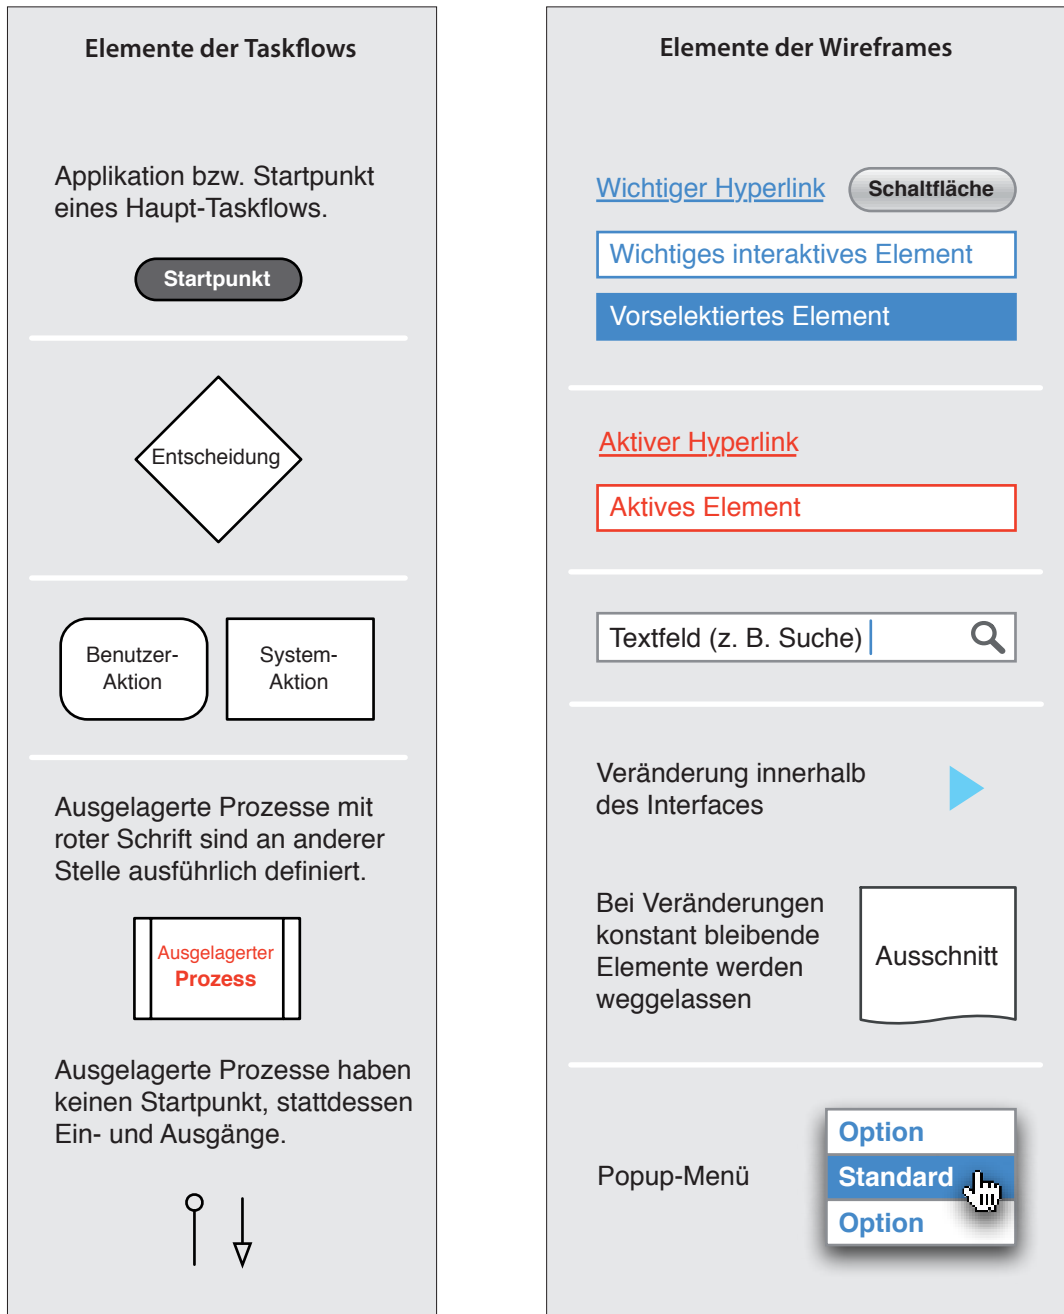 Elemente der Taskflows
Applikation bzw. Startpunkt
eines Haupt-Taskflows.
Startpunkt
Entscheidung
Benutzer-
Aktion
System-
Aktion
Ausgelagerte Prozesse mit
roter Schrift sind an anderer
Stelle ausführlich definiert.
Ausgelagerter
Prozess
Ausgelagerte Prozesse haben
keinen Startpunkt, stattdessen
Ein- und Ausgänge.
Elemente der Wireframes
Wichtiger Hyperlink
Schaltfläche
Wichtiges interaktives Element
Vorselektiertes Element
Aktiver Hyperlink
Aktives Element
Textfeld (z. B. Suche)
Veränderung innerhalb
des Interfaces
Bei Veränderungen
konstant bleibende
Elemente werden
weggelassen
Ausschnitt
Popup-Menü
Option
Standard
Option